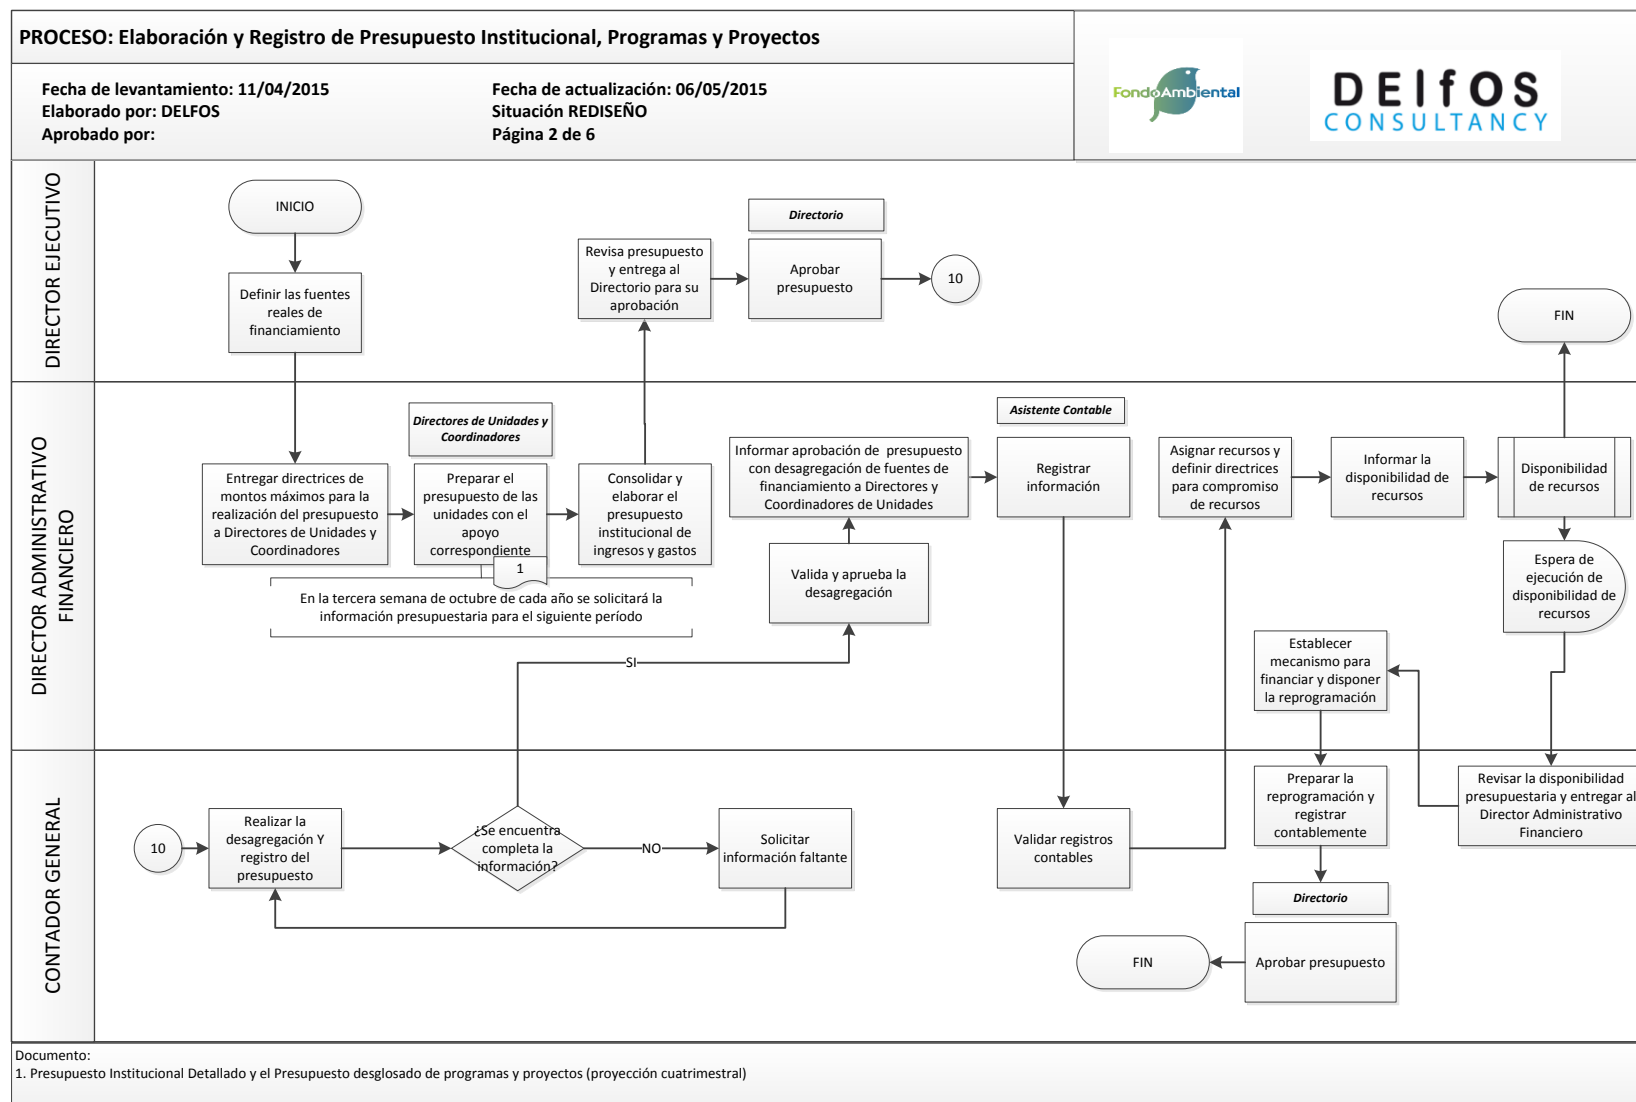 PROCESO: Elaboración y Registro de Presupuesto Institucional, Programas y Proyectos
Fecha de levantamiento: 11/04/2015
Elaborado por: DELFOS
Aprobado por:
Fecha de actualización: 06/05/2015
Situación REDISEÑO
Página 2 de 6
FondoAmbiental
DElfOS
CONSULTANCY
DIRECTOR EJECUTIVO
INICIO
Definir las fuentes
reales de
financiamiento
Revisa presupuesto
y entrega al
Directorio para su
aprobación
Directorio
Aprobar
presupuesto
10
FIN
DIRECTOR ADMINISTRATIVO
FINANCIERO
Entregar directrices de
montos máximos para la
realización del presupuesto
a Directores de Unidades y
Coordinadores
Directores de Unidades y
Coordinadores
Preparar el
presupuesto de las
unidades con el
apoyo
correspondiente
1
En la tercera semana de octubre de cada año se solicitará la
información presupuestaria para el siguiente período
Consolidar y
elaborar el
presupuesto
institucional de
ingresos y gastos
Informar aprobación de  presupuesto
con desagregación de fuentes de
financiamiento a Directores y
Coordinadores de Unidades
Valida y aprueba la
desagregación
SI
Asistente Contable
Registrar
información
Asignar recursos y
definir directrices
para compromiso
de recursos
Informar la
disponibilidad de
recursos
Disponibilidad
de recursos
Espera de
ejecución de
disponibilidad de
recursos
Establecer
mecanismo para
financiar y disponer
la reprogramación
CONTADOR GENERAL
10
Realizar la
desagregación Y
registro del
presupuesto
¿Se encuentra
completa la
información?
NO
Solicitar
información faltante
Validar registros
contables
Preparar la
reprogramación y
registrar
contablemente
Revisar la disponibilidad
presupuestaria y entregar al
Director Administrativo
Financiero
Directorio
Aprobar presupuesto
FIN
Documento:
1. Presupuesto Institucional Detallado y el Presupuesto desglosado de programas y proyectos (proyección cuatrimestral)